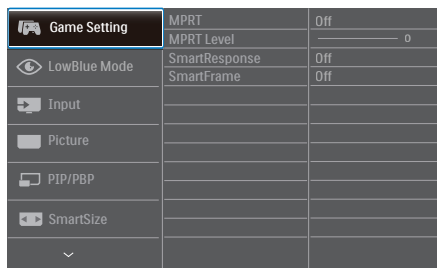 Game Setting
LowBlue Mode
Input
Picture
PIP/PBP
SmartSize
MPRT Off
MPRT Level 0
SmartResponse Off
SmartFrame Off